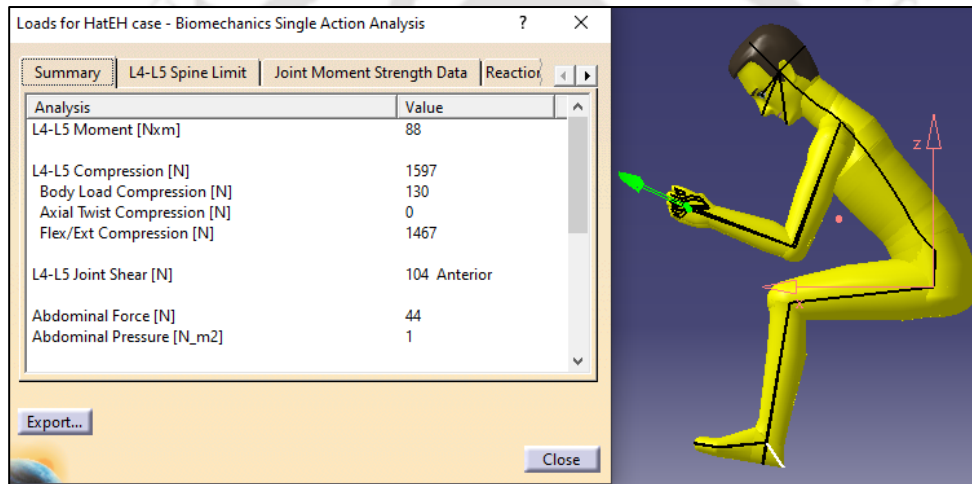 Loads for HatEH case - Biomechanics Single Action Analysis ? ×
Summary L4-L5 Spine Limit Joint Moment Strength Data Reaction
Analysis Value
L4-L5 Moment [Nxm] 88
L4-L5 Compression [N] 1597
Body Load Compression [N] 130
Axial Twist Compression [N] 0
Flex/Ext Compression [N] 1467
L4-L5 Joint Shear [N] 104 Anterior
Abdominal Force [N] 44
Abdominal Pressure [N_m2] 1
Export...
Close
z